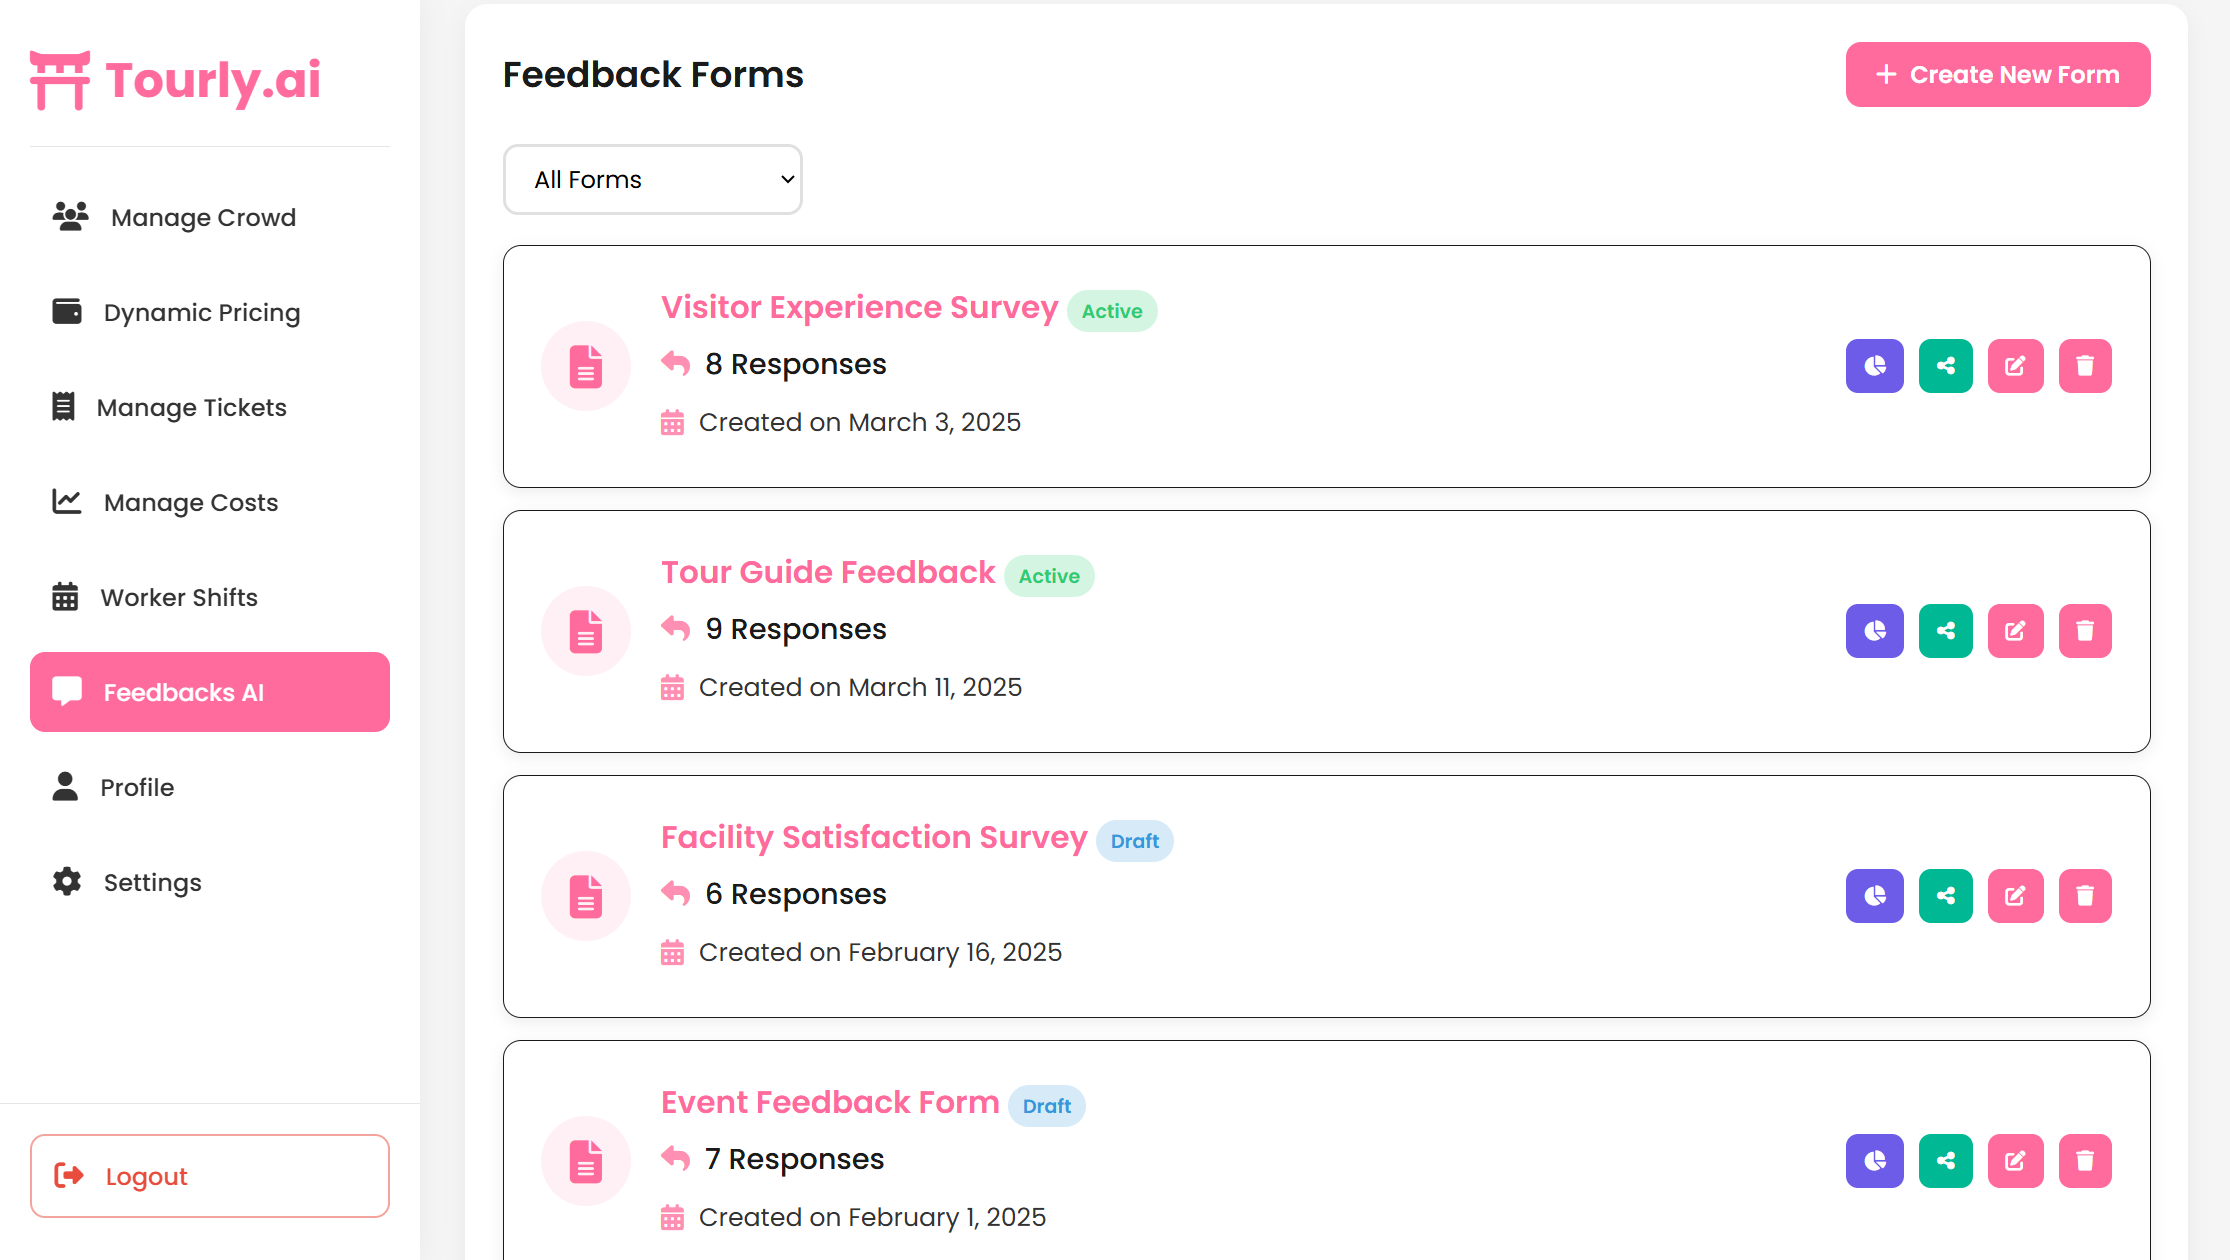 Tourly.ai
Manage Crowd
Dynamic Pricing
Manage Tickets
Manage Costs
Worker Shifts
Feedbacks AI
Profile
Settings
Logout
Feedback Forms
+ Create New Form
All Forms
Visitor Experience Survey Active
8 Responses
Created on March 3, 2025
Tour Guide Feedback Active
9 Responses
Created on March 11, 2025
Facility Satisfaction Survey Draft
6 Responses
Created on February 16, 2025
Event Feedback Form Draft
7 Responses
Created on February 1, 2025